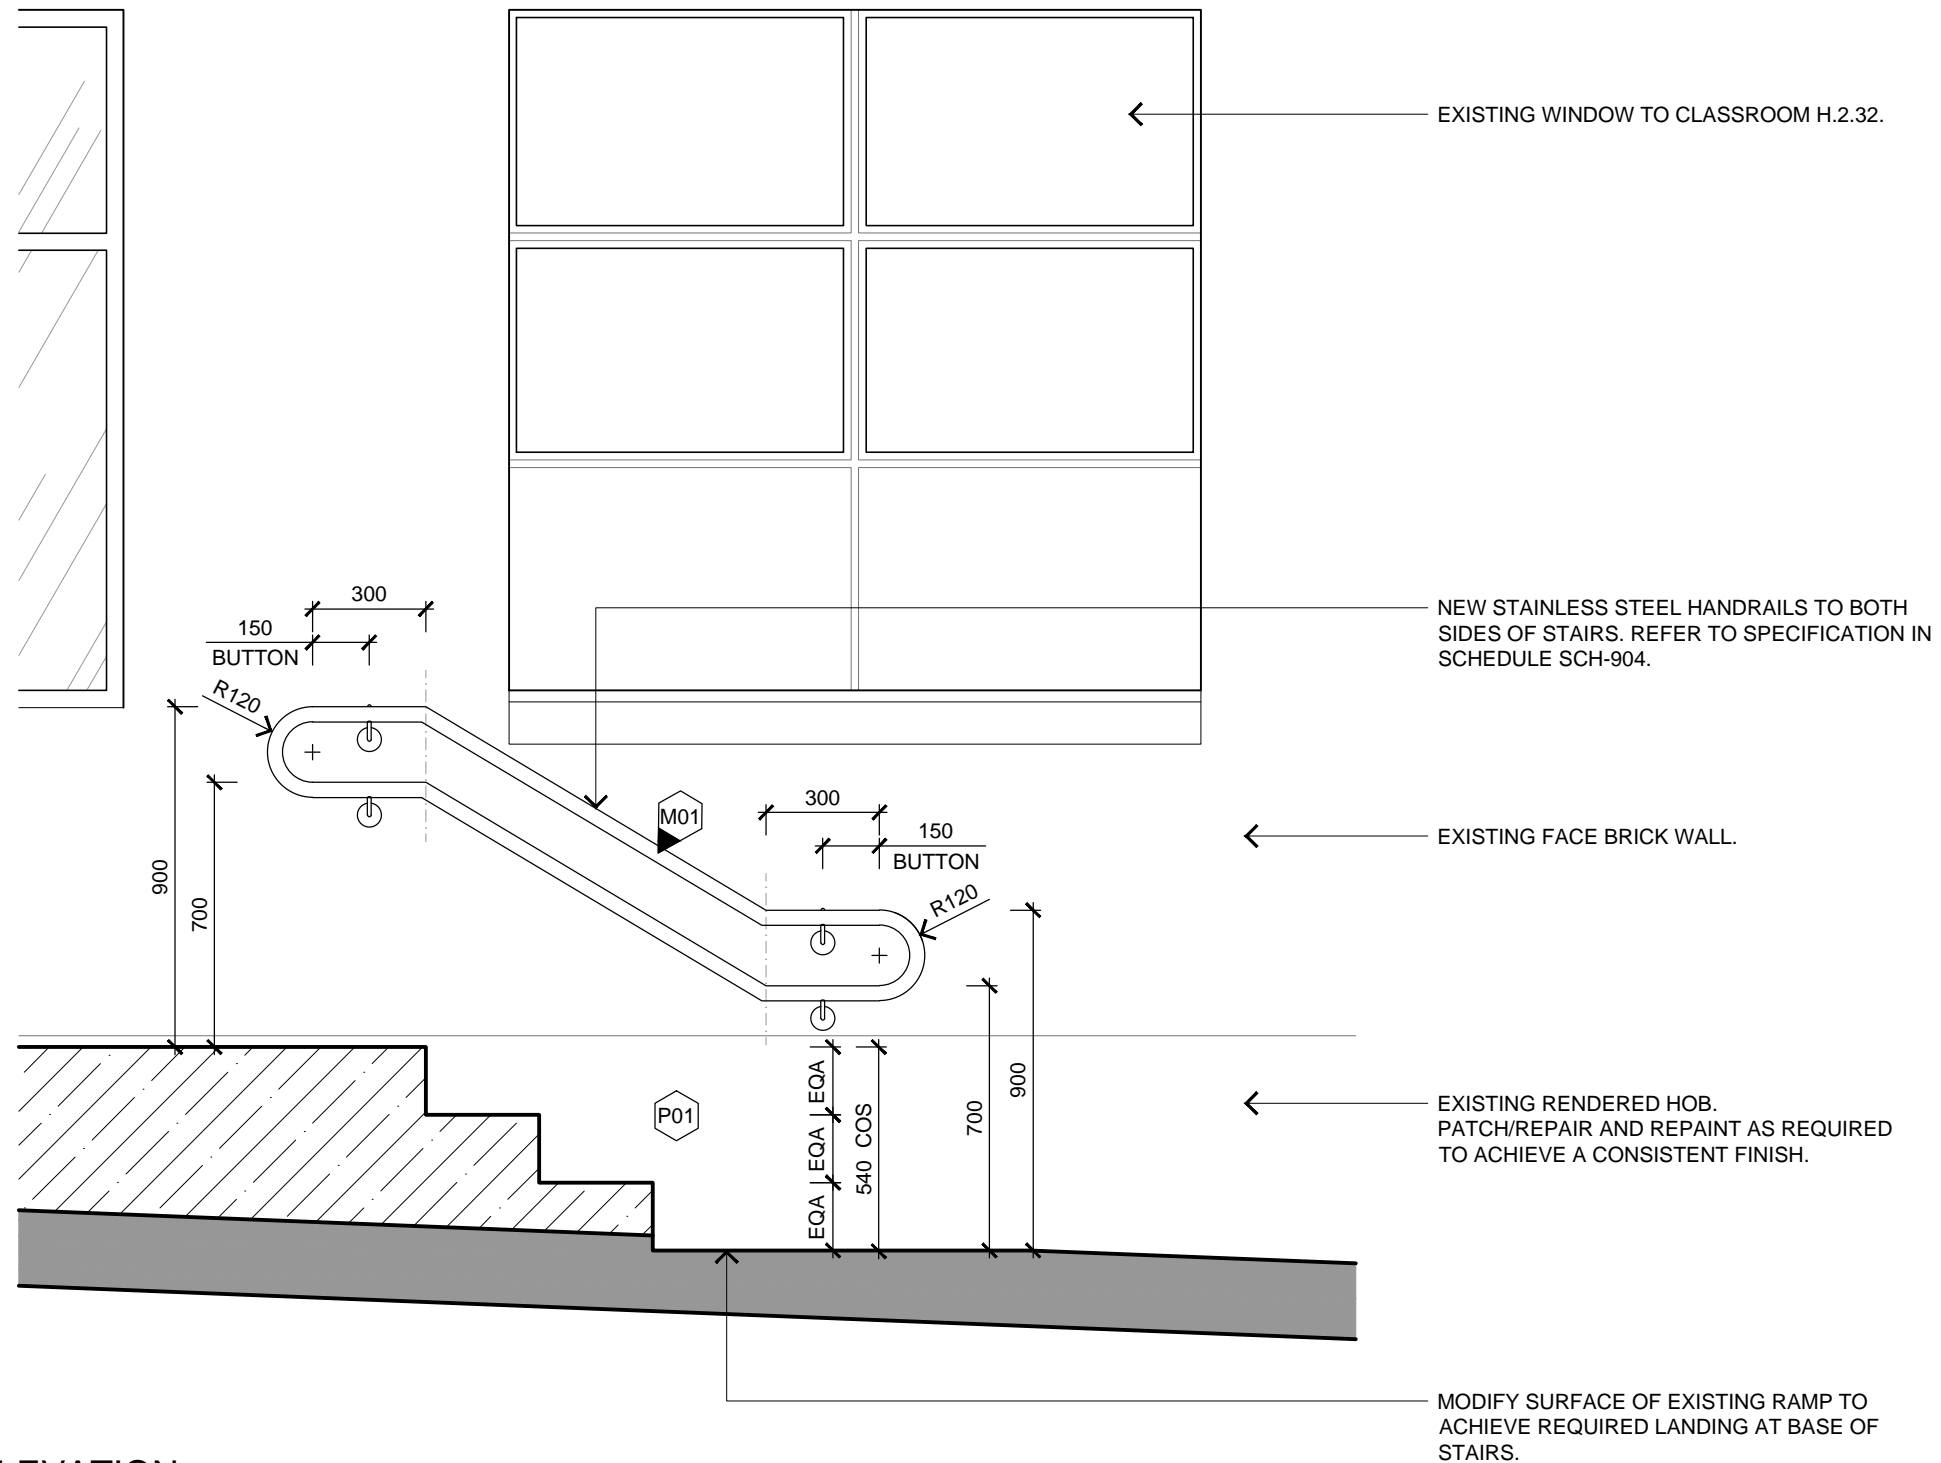 EXISTING WINDOW TO CLASSROOM H.2.32.
300
150
BUTTON
R120
NEW STAINLESS STEEL HANDRAILS TO BOTH
SIDES OF STAIRS. REFER TO SPECIFICATION IN
SCHEDULE SCH-904.
M01
300
150
BUTTON
R120
EXISTING FACE BRICK WALL.
900
700
EQA
EQA
EQA
540 COS
700
900
P01
EXISTING RENDERED HOB.
PATCH/REPAIR AND REPAINT AS REQUIRED
TO ACHIEVE A CONSISTENT FINISH.
MODIFY SURFACE OF EXISTING RAMP TO
ACHIEVE REQUIRED LANDING AT BASE OF
STAIRS.